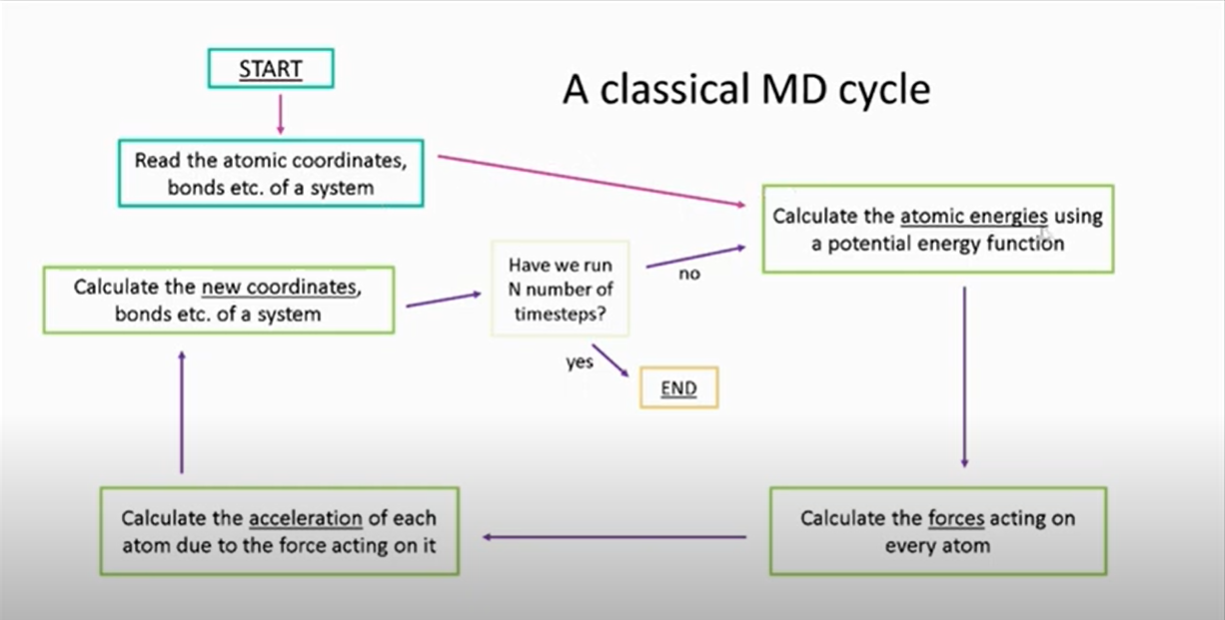 START
A classical MD cycle
Read the atomic coordinates,
bonds etc. of a system
Calculate the atomic energies using
a potential energy function
Have we run
N number of
timesteps?
no
Calculate the new coordinates,
bonds etc. of a system
yes
END
Calculate the acceleration of each
atom due to the force acting on it
Calculate the forces acting on
every atom